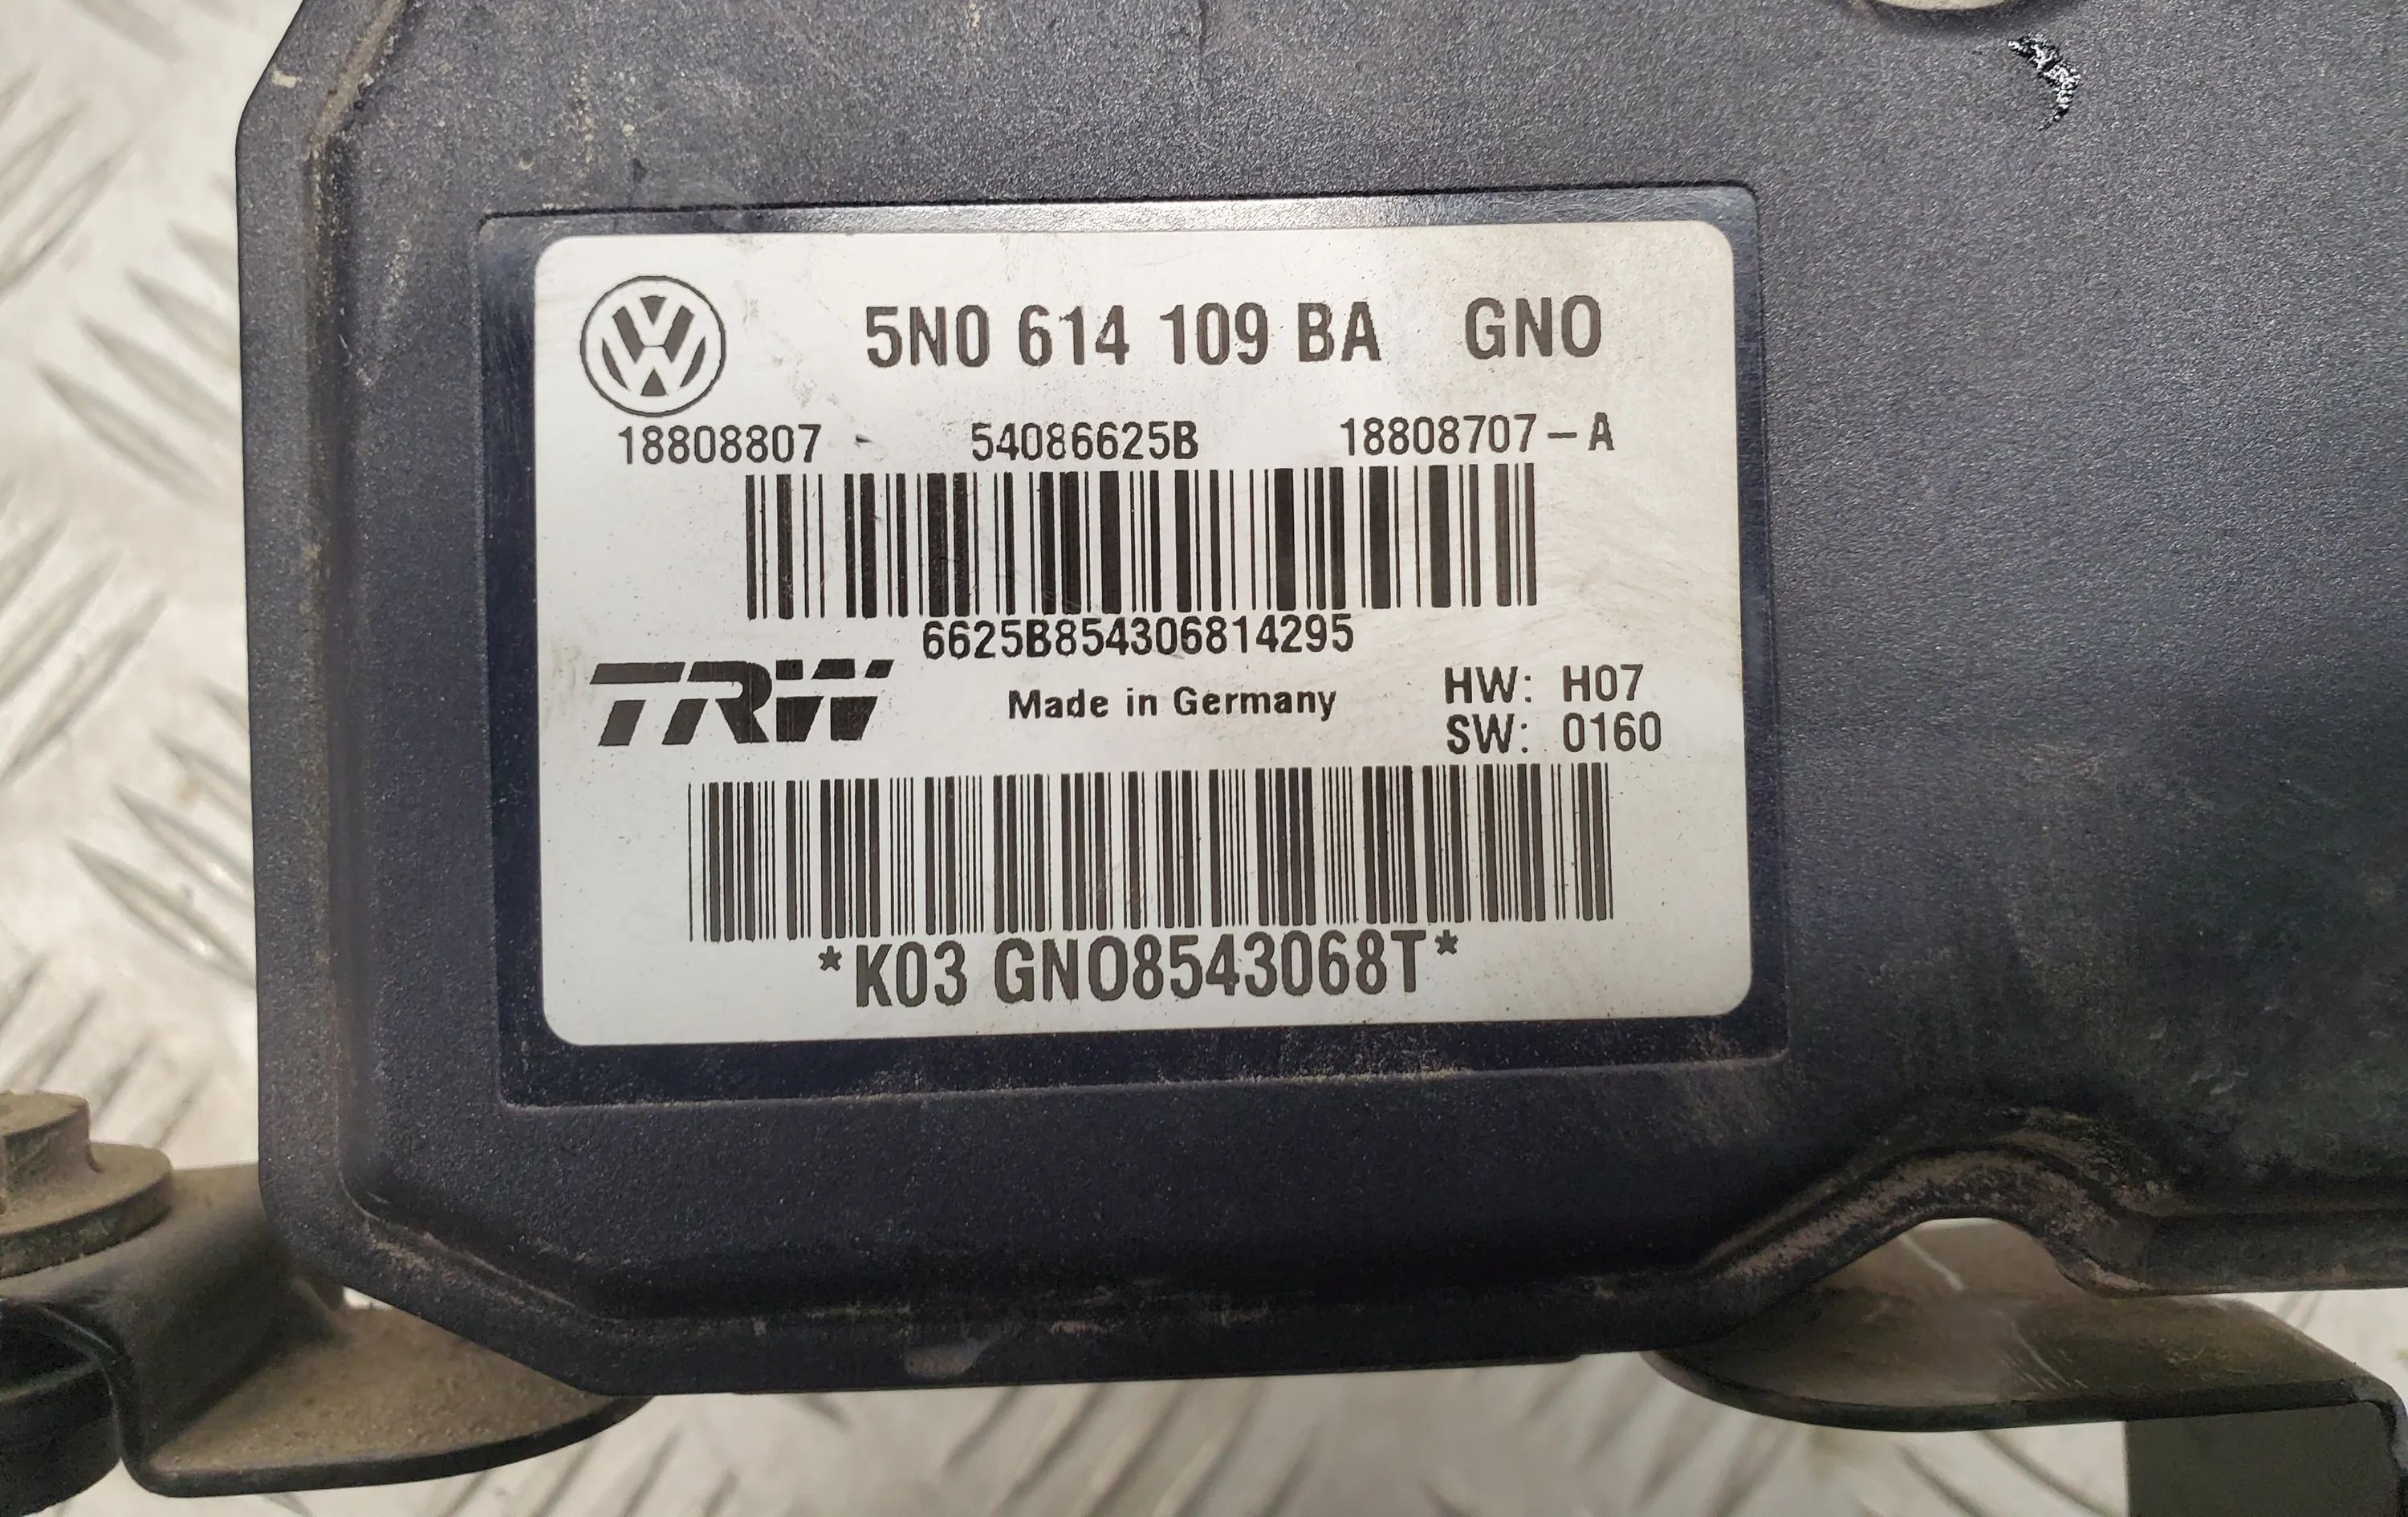 5N0 614 109 BA GNO
18808807 - 54086625B 18808707-A
6625B854306814295
TRW Made in Germany HW: H07
SW: 0160
*K03 GNO8543068T*